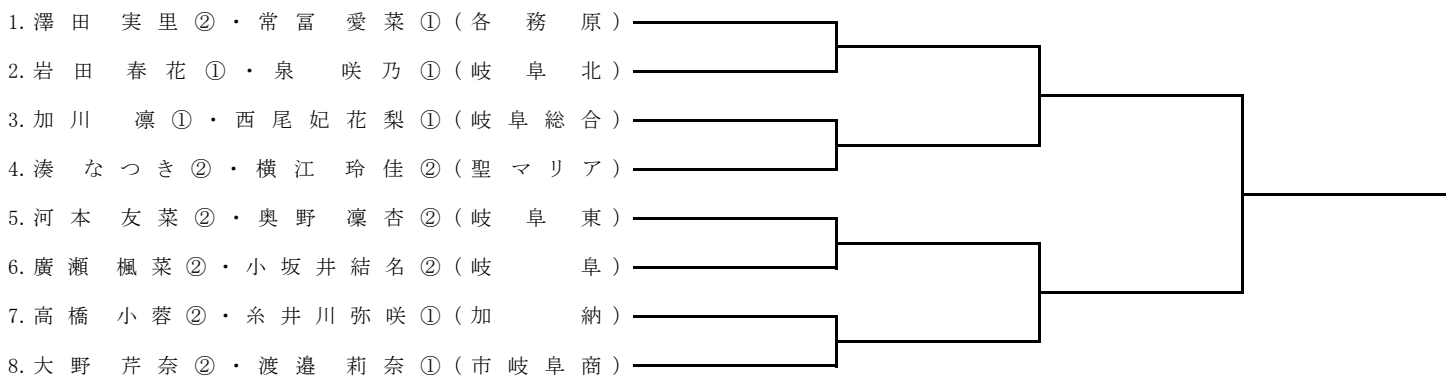 1.澤田 実里②・常冨 愛菜①(各務原)
2.岩田 春花①・泉 咲乃①(岐阜北)
3.加川 凛①・西尾妃花梨①(岐阜総合)
4.湊 なつき②・横江 玲佳②(聖マリア)
5.河本 友菜②・奥野 凜杏②(岐阜東)
6.廣瀬 楓菜②・小坂井結名②(岐阜)
7.高橋 小蓉②・糸井川弥咲①(加納)
8.大野 芹奈②・渡邉 莉奈①(市岐阜商)